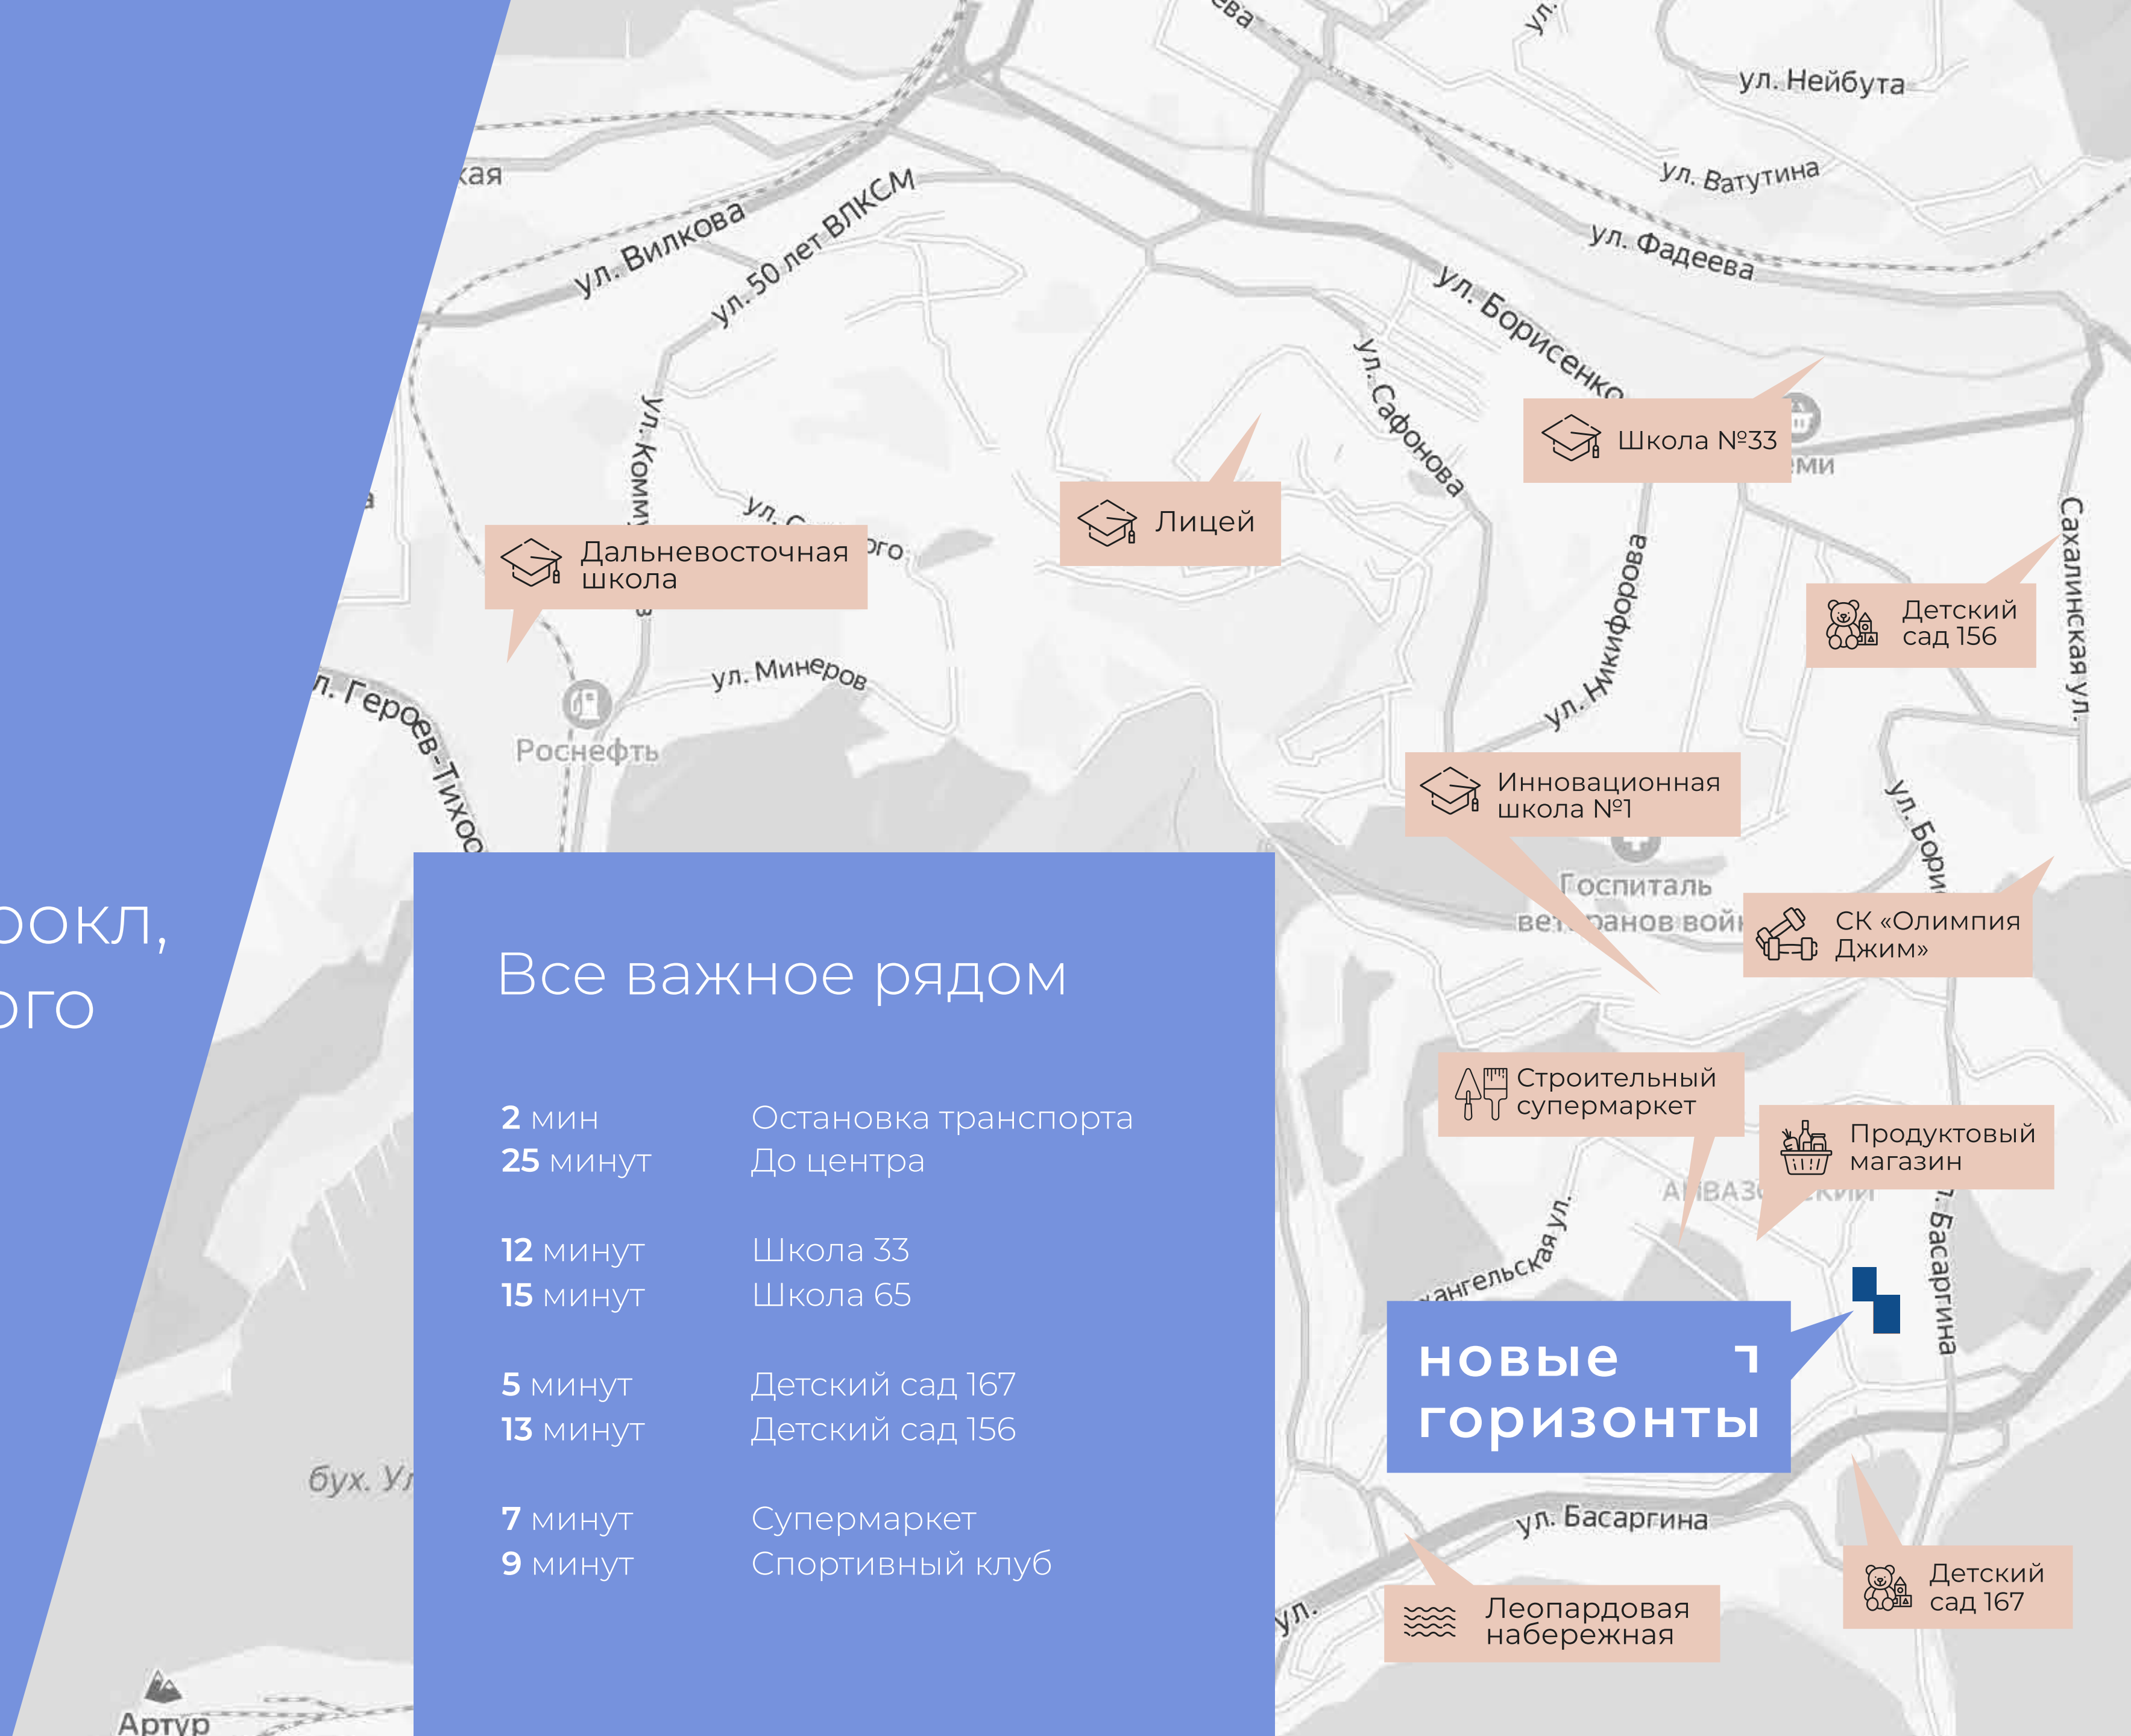 ул. Нейбута
ул. Ватутина
ул. Вилкова
ул. 50 лет ВЛКСМ
ул. Фадеева
ул. Борисенко
ул. Сафонова
Школа №33
Лицей
Дальневосточная
школа
Сахалинская ул.
ул. Никифорова
Детский
сад 156
ул. Минеров
Роснефть
Инновационная
школа №1
Госпиталь
СК «Олимпия
Джим»
Все важное рядом
2 мин Остановка транспорта
25 минут До центра
12 минут Школа 33
15 минут Школа 65
5 минут Детский сад 167
13 минут Детский сад 156
7 минут Супермаркет
9 минут Спортивный клуб
Строительный
супермаркет
Продуктовый
магазин
Басаргина
новые
горизонты
ул. Басаргина
Детский
сад 167
Леопардовая
набережная
ул.
бух.
Артур